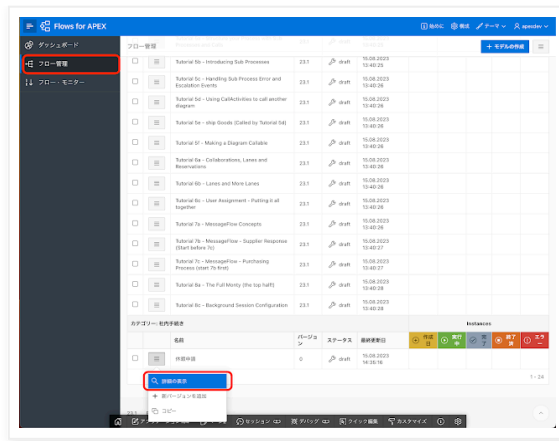 Flows for APEX
始めに
構成
テーマ
apexdev
ダッシュボード
フロー管理
フロー・モニター
フロー管理
+ モデルの作成
Tutorial 5b - Introducing Sub Processes 23.1 draft 15.08.2023 13:40:25
Tutorial 5c - Handling Sub Process Error and Escalation Events 23.1 draft 15.08.2023 13:40:26
Tutorial 5d - Using CallActivities to call another diagram 23.1 draft 15.08.2023 13:40:26
Tutorial 5e - ship Goods (Called by Tutorial 5d) 23.1 draft 15.08.2023 13:40:26
Tutorial 5f - Making a Diagram Callable 23.1 draft 15.08.2023 13:40:26
Tutorial 6a - Collaborations, Lanes and Reservations 23.1 draft 15.08.2023 13:40:26
Tutorial 6b - Lanes and More Lanes 23.1 draft 15.08.2023 13:40:26
Tutorial 6c - User Assignment - Putting it all together 23.1 draft 15.08.2023 13:40:26
Tutorial 7a - MessageFlow Concepts 23.1 draft 15.08.2023 13:40:26
Tutorial 7b - MessageFlow - Supplier Response (Start before 7c) 23.1 draft 15.08.2023 13:40:27
Tutorial 7c - MessageFlow - Purchasing Process (start 7b first) 23.1 draft 15.08.2023 13:40:27
Tutorial 8a - The Full Monty (the top half!) 23.1 draft 15.08.2023 13:40:28
Tutorial 8c - Background Session Configuration 23.1 draft 15.08.2023 13:40:28
カテゴリー: 社内手続き Instances
名前 バージョン ステータス 最終更新日 作成日 実行中 完了 終了済 エラー
休暇申請 0 draft 15.08.2023 14:36:16
詳細の表示
新バージョンを追加
コピー
1 - 24
セッション
デバッグ
クイック編集
カスタマイズ